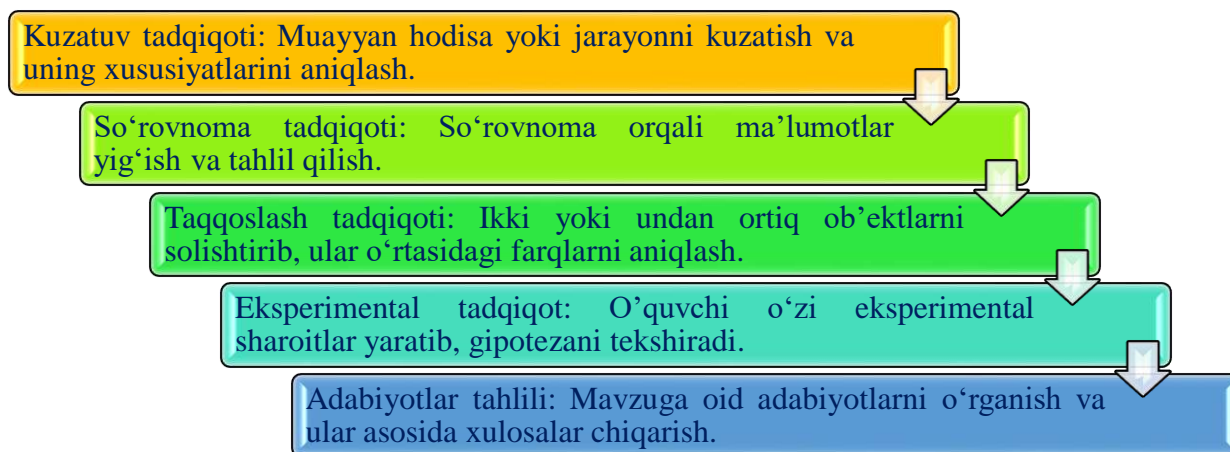 Kuzatuv tadqiqoti: Muayyan hodisa yoki jarayonni kuzatish va
uning xususiyatlarini aniqlash.
So‘rovnoma tadqiqoti: So‘rovnoma orqali ma’lumotlar
yig‘ish va tahlil qilish.
Taqqoslash tadqiqoti: Ikki yoki undan ortiq ob’ektlarni
solishtirib, ular o‘rtasidagi farqlarni aniqlash.
Eksperimental tadqiqot: O’quvchi o‘zi eksperimental
sharoitlar yaratib, gipotezani tekshiradi.
Adabiyotlar tahlili: Mavzuga oid adabiyotlarni o‘rganish va
ular asosida xulosalar chiqarish.